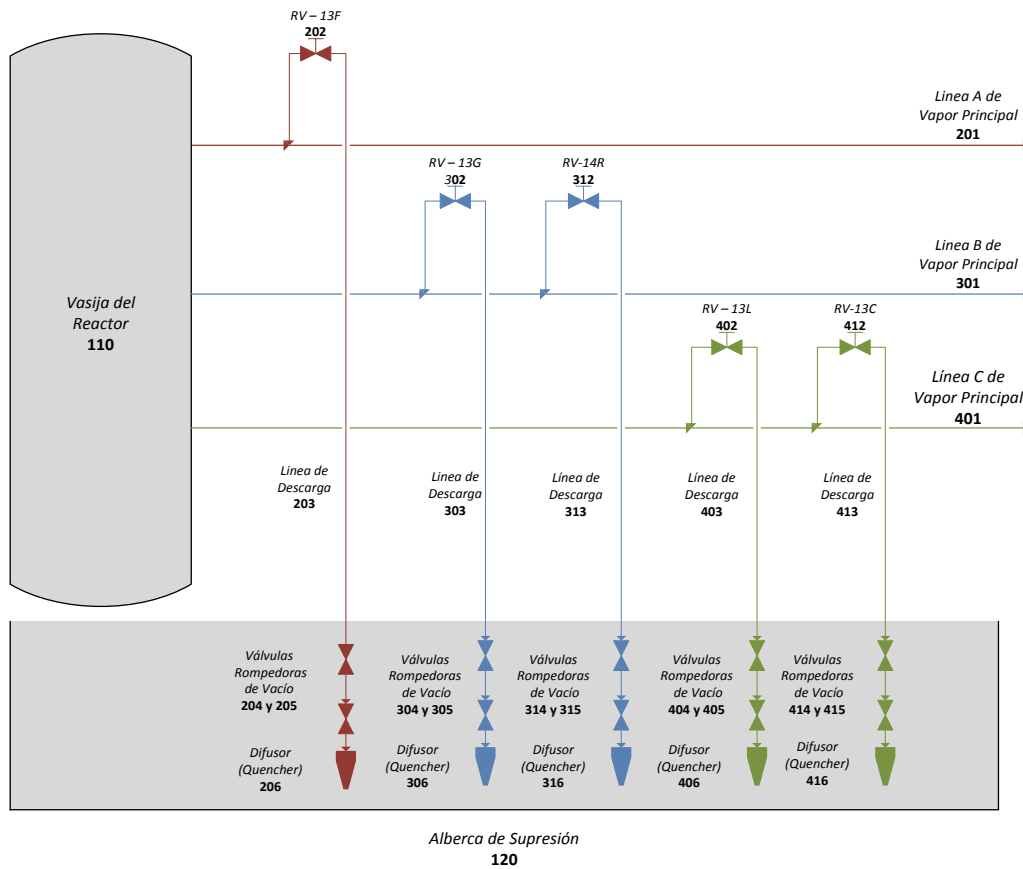 RV – 13F
202
Linea A de
Vapor Principal
201
RV – 13G
302
RV-14R
312
Linea B de
Vapor Principal
301
Vasija del
Reactor
110
RV – 13L
402
RV-13C
412
Línea C de
Vapor Principal
401
Linea de
Descarga
203
Linea de
Descarga
303
Línea de
Descarga
313
Línea de
Descarga
403
Línea de
Descarga
413
Válvulas
Rompedoras
de Vacío
204 y 205
Válvulas
Rompedoras
de Vacío
304 y 305
Válvulas
Rompedoras
de Vacío
314 y 315
Válvulas
Rompedoras
de Vacío
404 y 405
Válvulas
Rompedoras
de Vacío
414 y 415
Difusor
(Quencher)
206
Difusor
(Quencher)
306
Difusor
(Quencher)
316
Difusor
(Quencher)
406
Difusor
(Quencher)
416
Alberca de Supresión
120